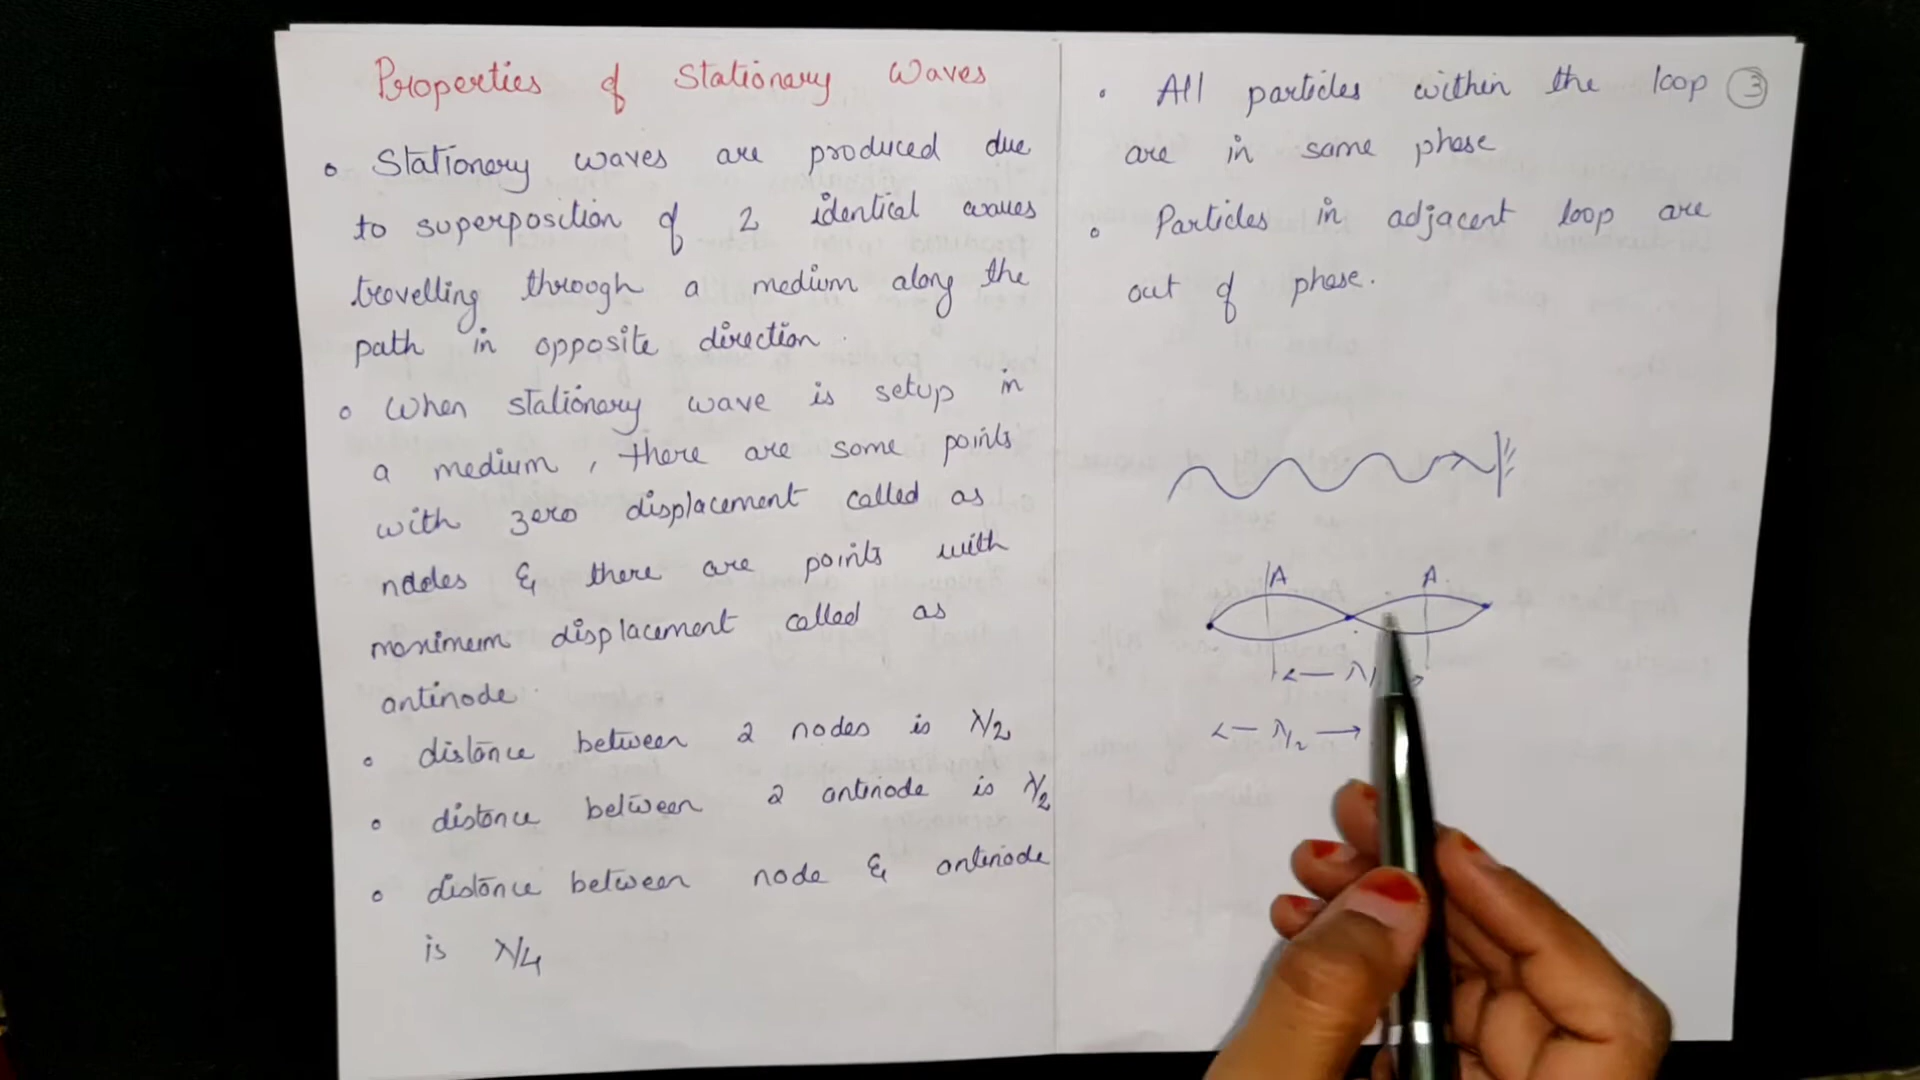 Properties of Stationary Waves
• Stationary waves are produced due
to superposition of 2 identical waves
travelling through a medium along the
path in opposite direction.
• When stationary wave is setup in
a medium, there are some points
with zero displacement called as
nodes & there are points with
maximum displacement called as
antinode.
• distance between 2 nodes is λ/2
• distance between 2 antinode is λ/2
• distance between node & antinode
is λ/4
• All particles within the loop ③
are in same phase
• Particles in adjacent loop are
out of phase.
A A
<— λ/
<— λ/2 —>